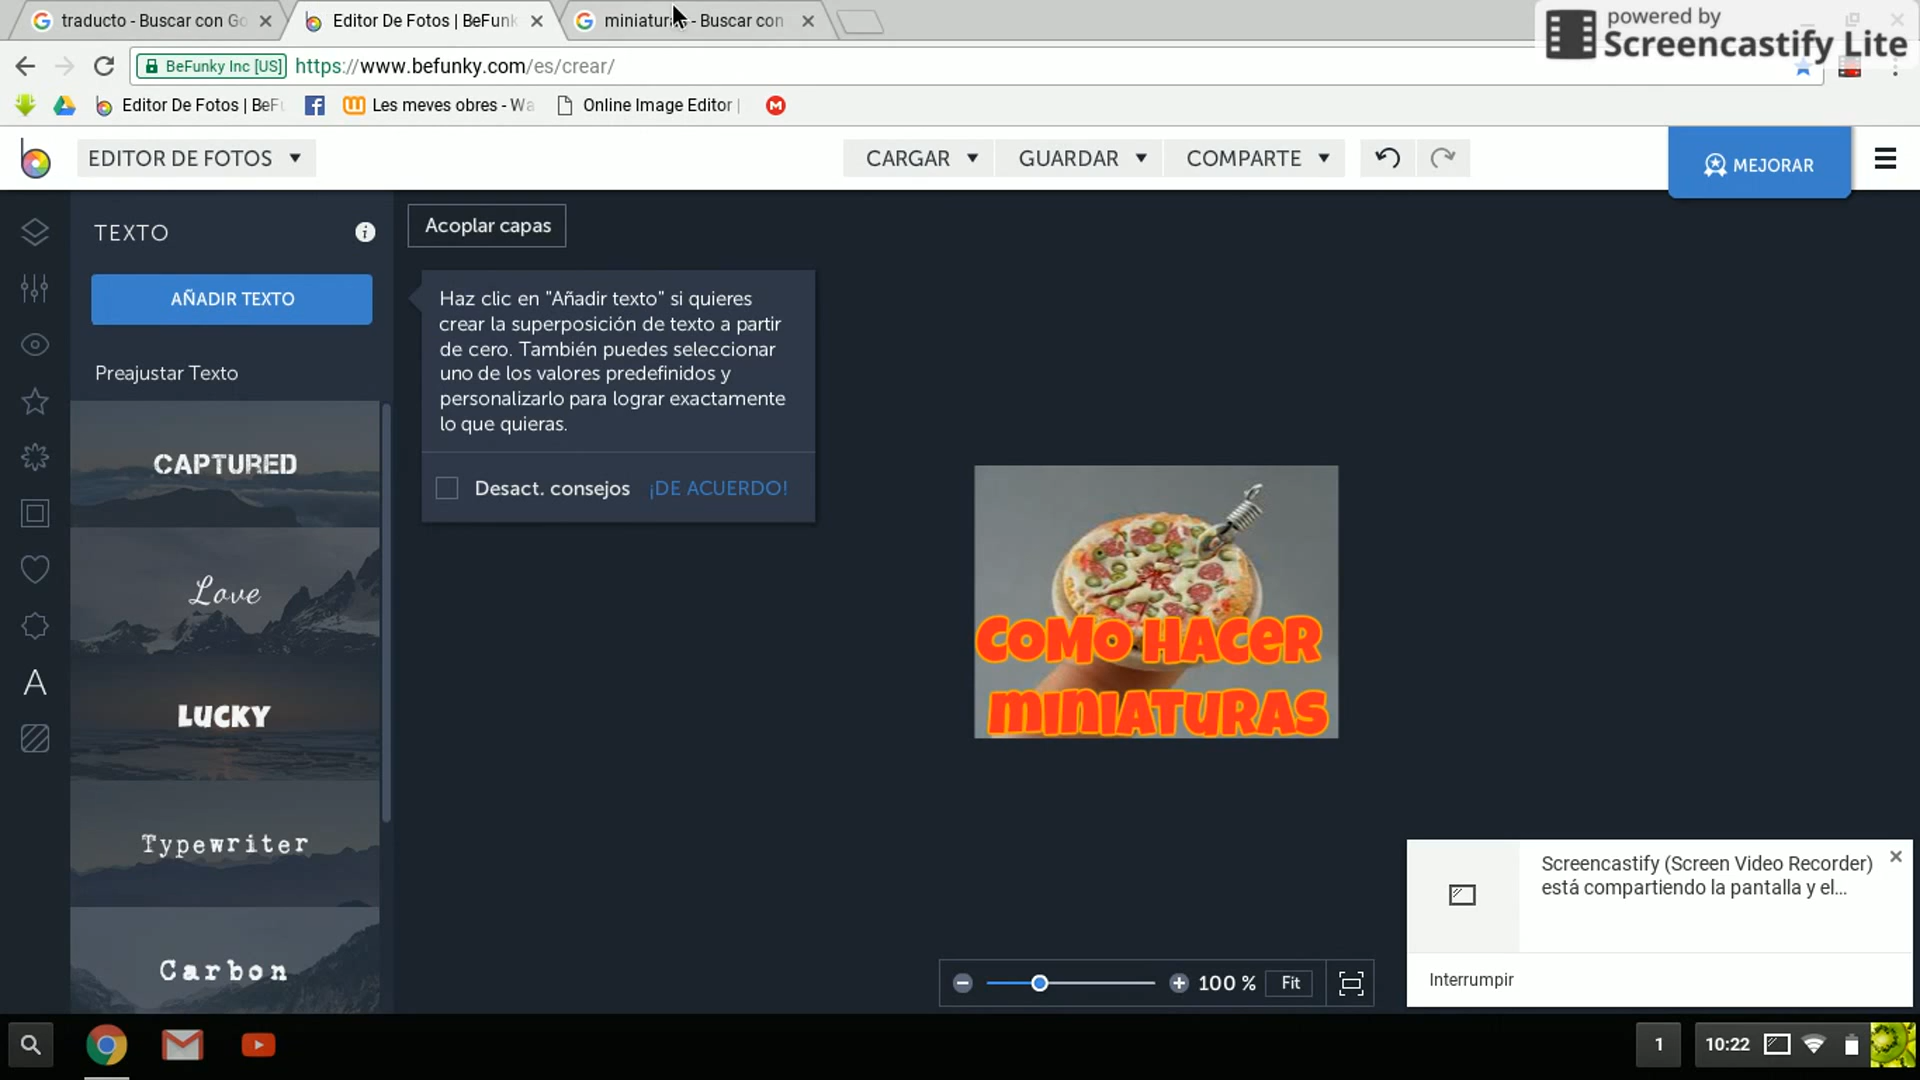 traducto - Buscar con Go
Editor De Fotos | BeFunk
miniaturas - Buscar con
powered by
Screencastify Lite
BeFunky Inc [US]
https://www.befunky.com/es/crear/
Editor De Fotos | BeF
Les meves obres - Wa
Online Image Editor |
M
EDITOR DE FOTOS
CARGAR
GUARDAR
COMPARTE
MEJORAR
TEXTO
AÑADIR TEXTO
Preajustar Texto
CAPTURED
Love
LUCKY
Typewriter
Carbon
Acoplar capas
Haz clic en "Añadir texto" si quieres
crear la superposición de texto a partir
de cero. También puedes seleccionar
uno de los valores predefinidos y
personalizarlo para lograr exactamente
lo que quieras.
Desact. consejos
¡DE ACUERDO!
COMO HACER
MINIATURAS
Screencastify (Screen Video Recorder)
está compartiendo la pantalla y el...
Interrumpir
100 %
Fit
1
10:22